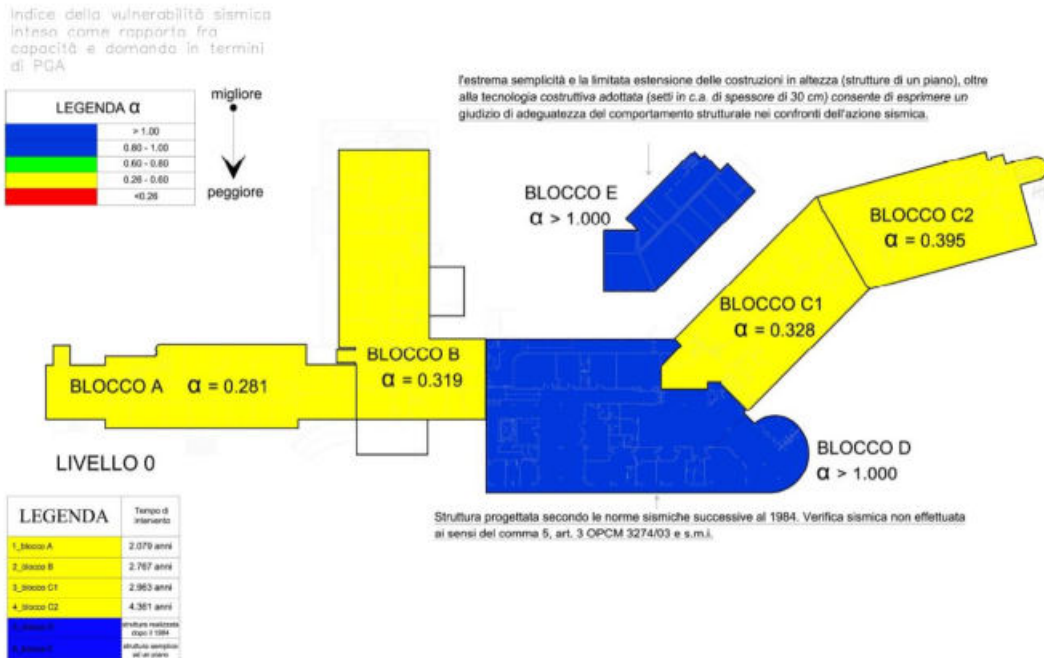 Indice della vulnerabilità sismica
inteso come rapporto fra
capacità e domanda in termini
di PGA
LEGENDA α
> 1.00
0.80 - 1.00
0.60 - 0.80
0.26 - 0.60
<0.26
migliore
peggiore
l'estrema semplicità e la limitata estensione delle costruzioni in altezza (strutture di un piano), oltre
alla tecnologia costruttiva adottata (setti in c.a. di spessore di 30 cm) consente di esprimere un
giudizio di adeguatezza del comportamento strutturale nei confronti dell'azione sismica.
BLOCCO E
α > 1.000
BLOCCO C2
α = 0.395
BLOCCO C1
α = 0.328
BLOCCO B
α = 0.319
BLOCCO A α = 0.281
BLOCCO D
α > 1.000
LIVELLO 0
Struttura progettata secondo le norme sismiche successive al 1984. Verifica sismica non effettuata
ai sensi del comma 5, art. 3 OPCM 3274/03 e s.m.i.
LEGENDA
Tempo di
intervento
1_blocco A 2.079 anni
2_blocco B 2.767 anni
3_blocco C1 2.963 anni
4_blocco C2 4.361 anni
struttura realizzata
dopo il 1984
struttura semplice
ad un piano